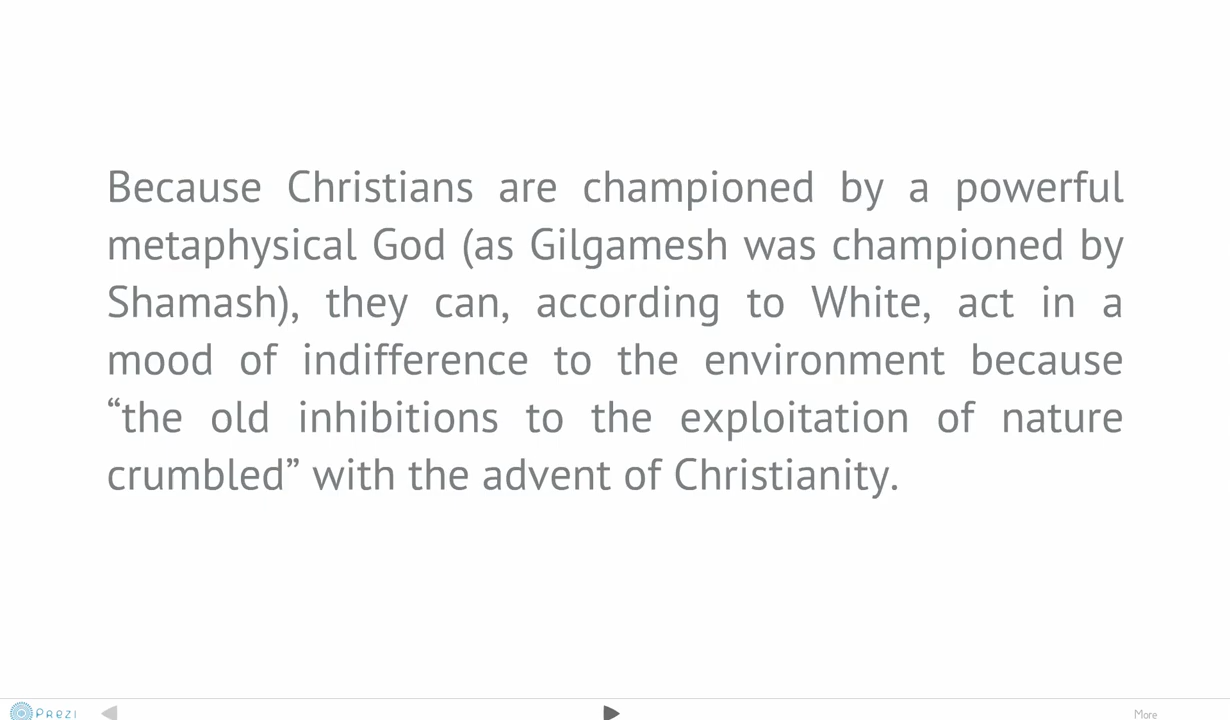 Because Christians are championed by a powerful
metaphysical God (as Gilgamesh was championed by
Shamash), they can, according to White, act in a
mood of indifference to the environment because
“the old inhibitions to the exploitation of nature
crumbled” with the advent of Christianity.
Prezi
More